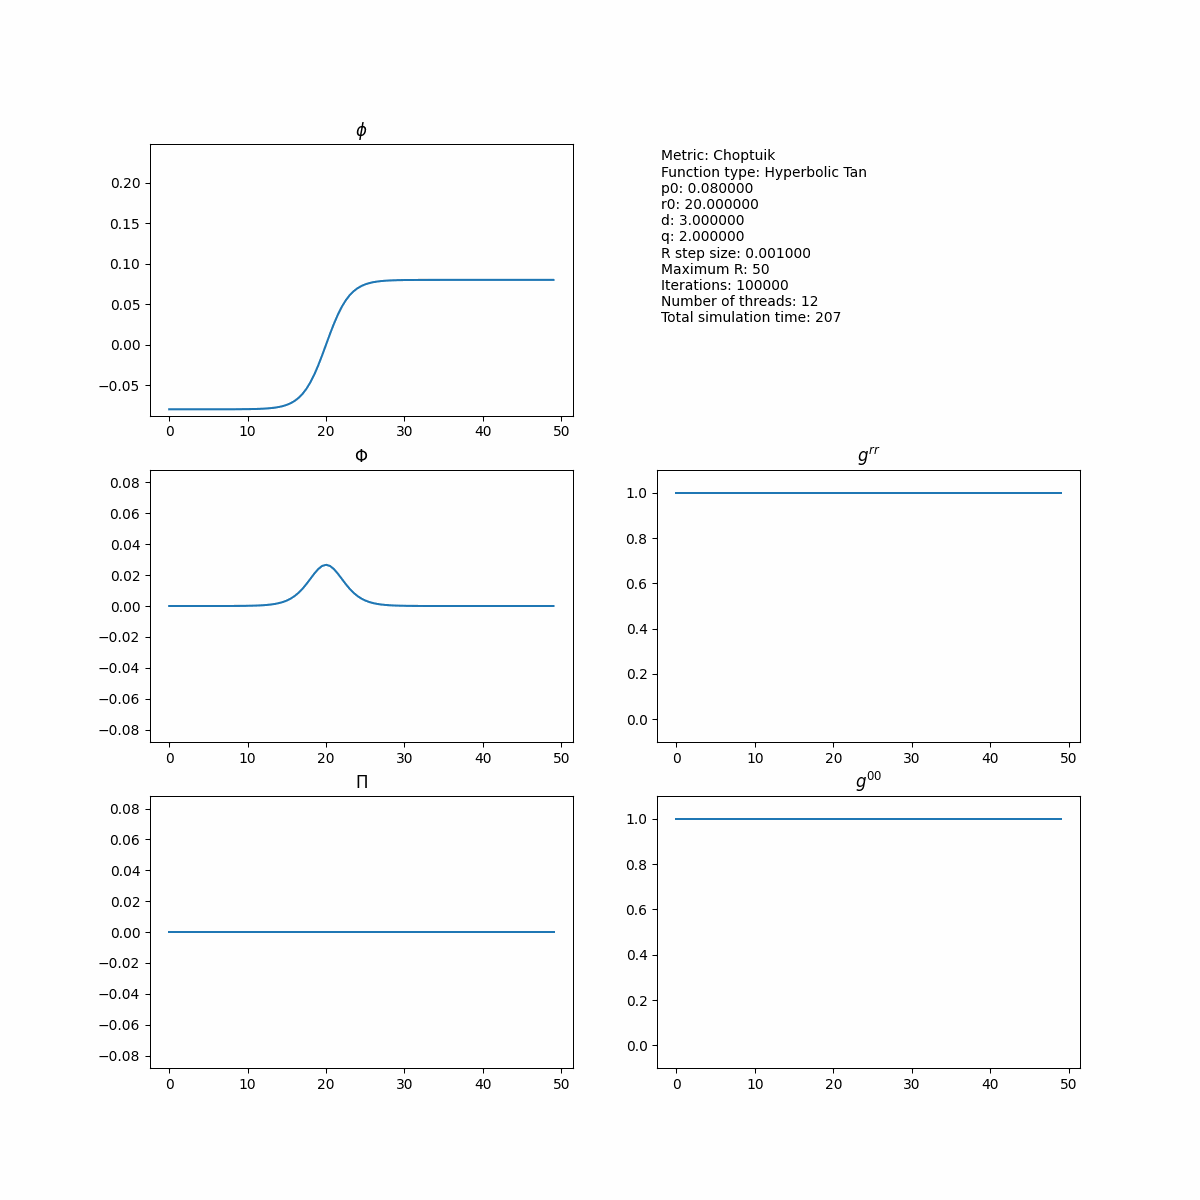 ϕ
0.20
0.15
0.10
0.05
0.00
−0.05
0 10 20 30 40 50
Metric: Choptuik
Function type: Hyperbolic Tan
p0: 0.080000
r0: 20.000000
d: 3.000000
q: 2.000000
R step size: 0.001000
Maximum R: 50
Iterations: 100000
Number of threads: 12
Total simulation time: 207
Φ
0.08
0.06
0.04
0.02
0.00
−0.02
−0.04
−0.06
−0.08
0 10 20 30 40 50
g^{rr}
1.0
0.8
0.6
0.4
0.2
0.0
0 10 20 30 40 50
Π
0.08
0.06
0.04
0.02
0.00
−0.02
−0.04
−0.06
−0.08
0 10 20 30 40 50
g^{00}
1.0
0.8
0.6
0.4
0.2
0.0
0 10 20 30 40 50